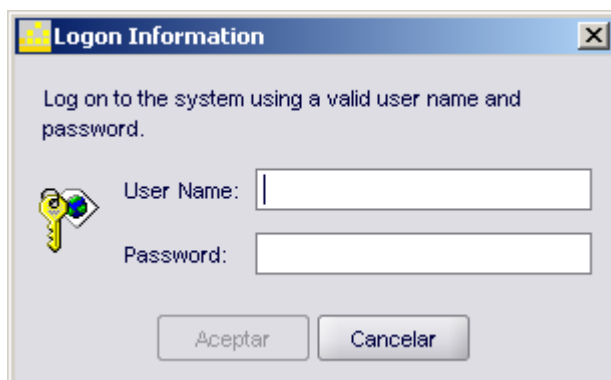 Logon Information
Log on to the system using a valid user name and
password.
User Name:
Password:
Aceptar Cancelar